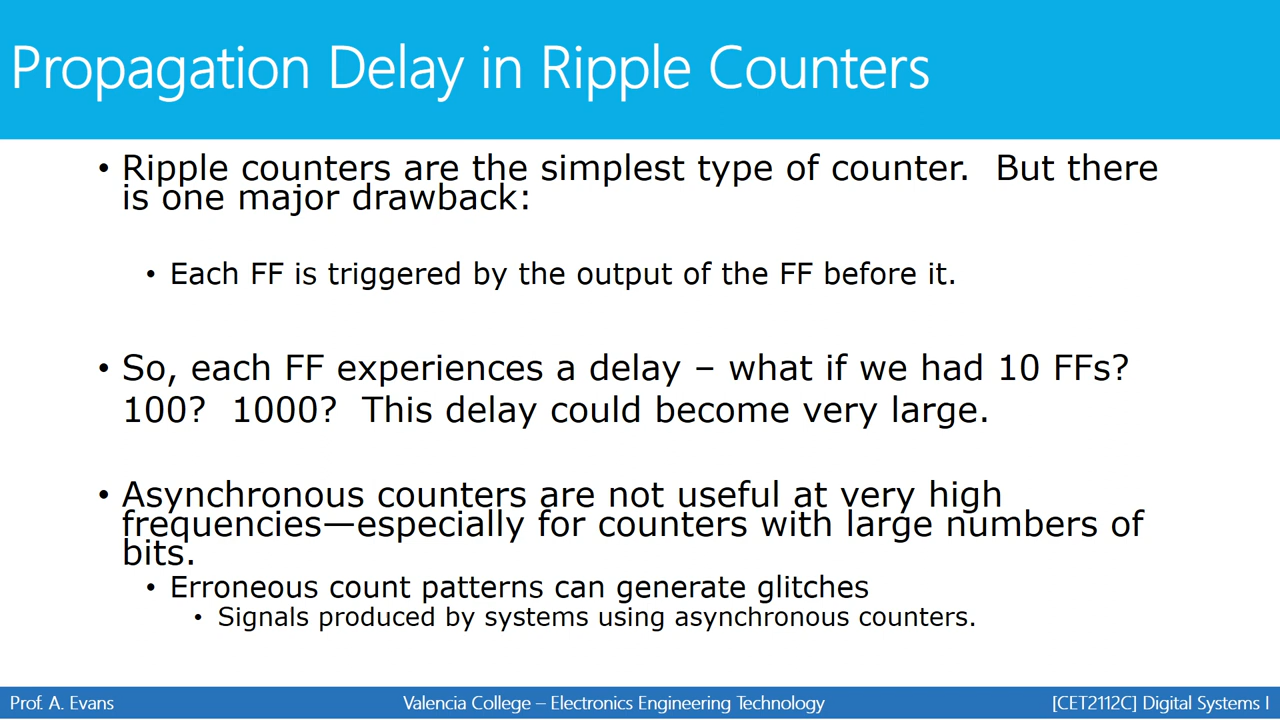 Propagation Delay in Ripple Counters
• Ripple counters are the simplest type of counter.  But there
is one major drawback:
• Each FF is triggered by the output of the FF before it.
• So, each FF experiences a delay – what if we had 10 FFs?
100?  1000?  This delay could become very large.
• Asynchronous counters are not useful at very high
frequencies—especially for counters with large numbers of
bits.
• Erroneous count patterns can generate glitches
• Signals produced by systems using asynchronous counters.
Prof. A. Evans
Valencia College – Electronics Engineering Technology
[CET2112C] Digital Systems I